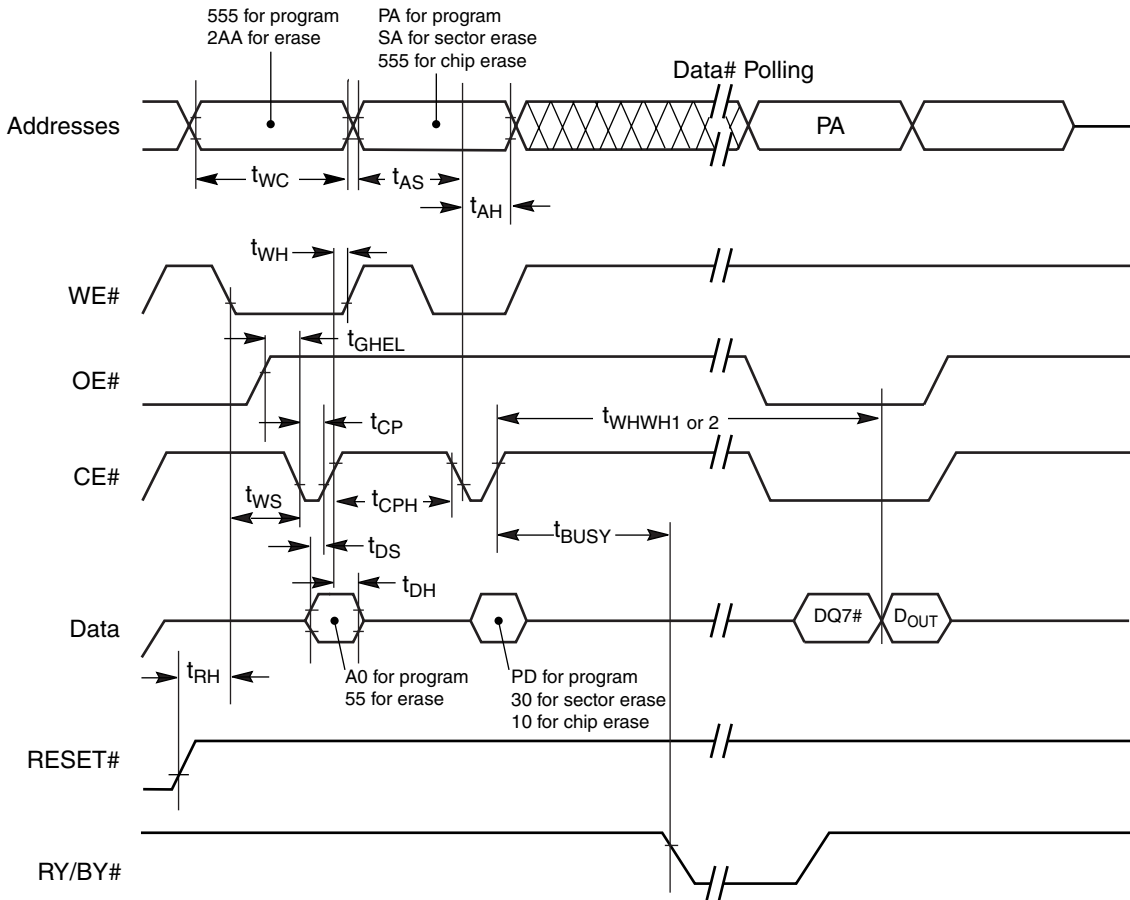 555 for program
2AA for erase
PA for program
SA for sector erase
555 for chip erase
Data# Polling
Addresses
PA
tWC
tAS
tAH
tWH
WE#
tGHEL
OE#
tWHWH1 or 2
tCP
CE#
tWS
tCPH
tBUSY
tDS
tDH
Data
DQ7#
DOUT
tRH
A0 for program
55 for erase
PD for program
30 for sector erase
10 for chip erase
RESET#
RY/BY#